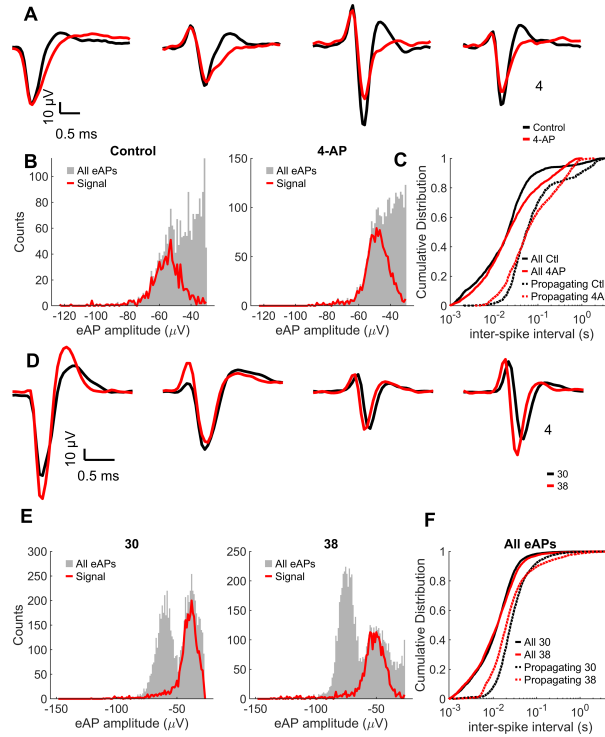 A
10 µV
0.5 ms
4
Control
4-AP
B
Control
All eAPs
Signal
100
80
60
40
20
0
Counts
-120 -100 -80 -60 -40
eAP amplitude (µV)
4-AP
All eAPs
Signal
150
100
50
0
-120 -100 -80 -60 -40
eAP amplitude (µV)
C
Cumulative Distribution
1
0.8
0.6
0.4
0.2
0
All Ctl
All 4AP
Propagating Ctl
Propagating 4A
10-3 10-2 10-1 100
inter-spike interval (s)
D
10 µV
0.5 ms
4
30
38
E
30
All eAPs
Signal
300
250
200
150
100
50
0
Counts
-150 -100 -50
eAP amplitude (µV)
38
All eAPs
Signal
250
200
150
100
50
0
-150 -100 -50
eAP amplitude (µV)
F
All eAPs
Cumulative Distribution
1
0.8
0.6
0.4
0.2
0
All 30
All 38
Propagating 30
Propagating 38
10-3 10-2 10-1 100
inter-spike interval (s)